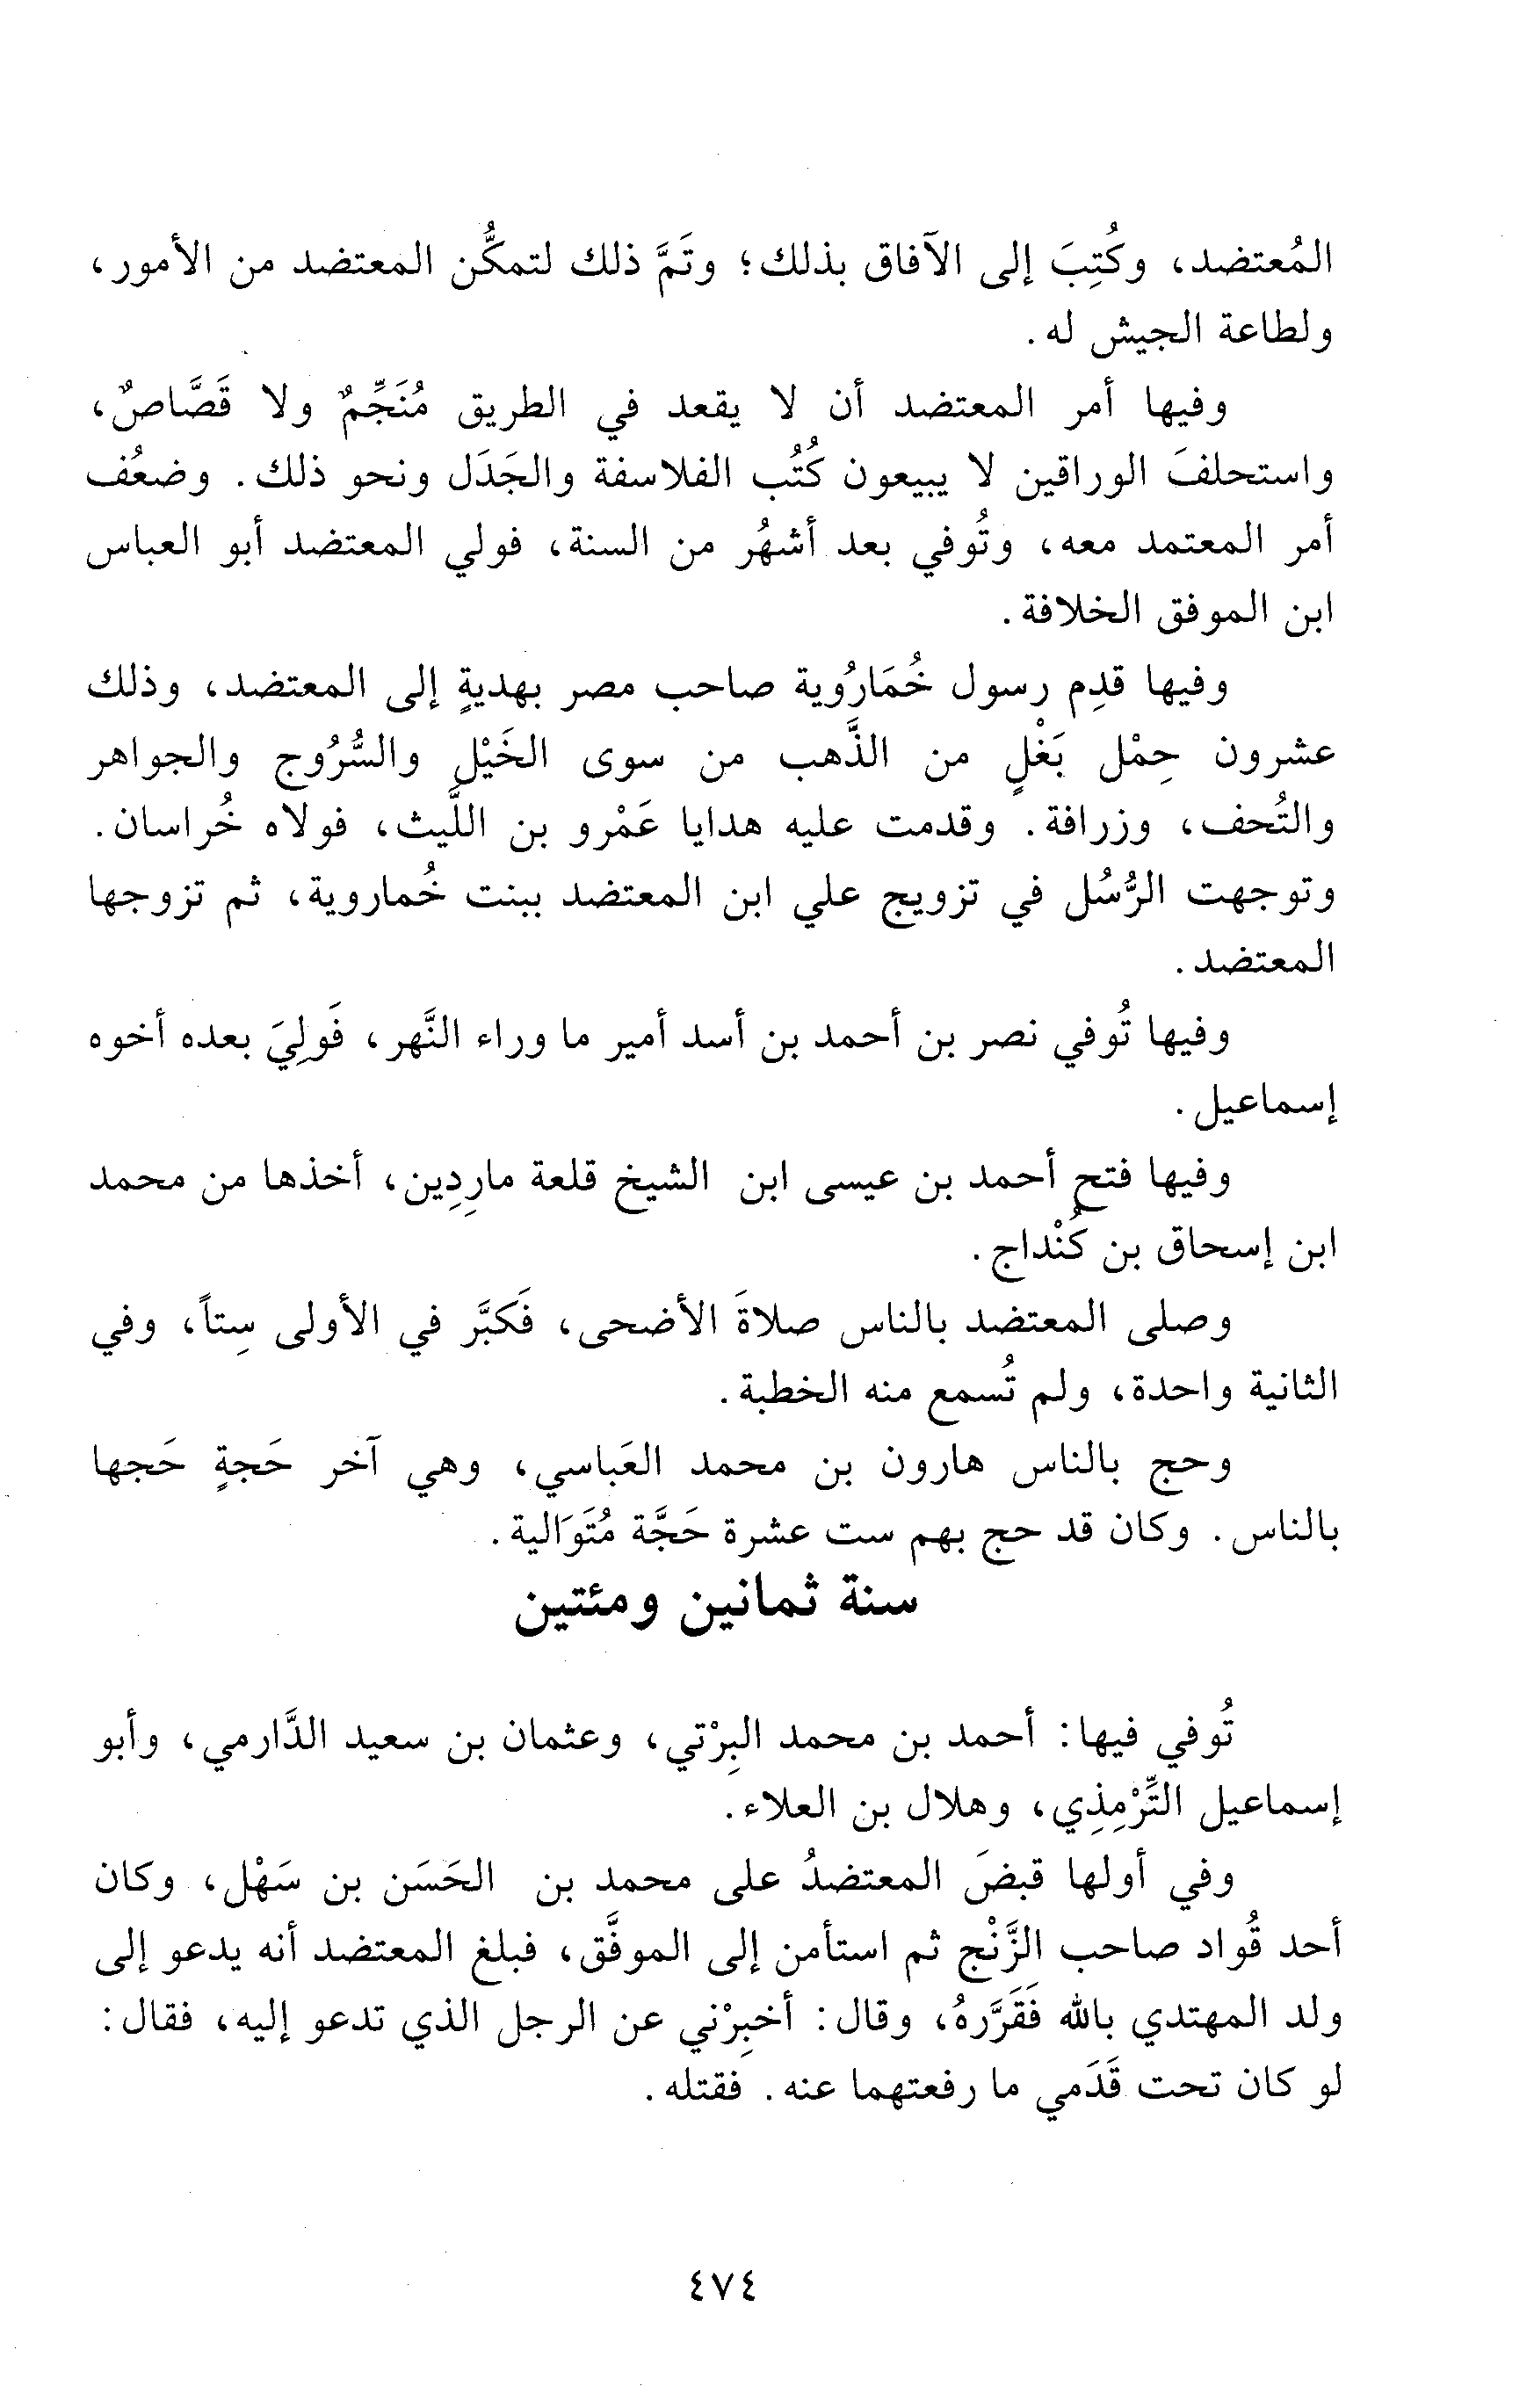 المُعتضد، وكُتِبَ إلى الآفاق بذلك؛ وتَمَّ ذلك لتمكُّن المعتضد من الأمور،
ولطاعة الجيش له.
وفيها أمر المعتضد أن لا يقعد في الطريق مُنَجِّمٌ ولا قَصَّاصٌ،
واستحلفَ الوراقين لا يبيعون كُتُب الفلاسفة والجَدَل ونحو ذلك. وضعُف
أمر المعتمد معه، وتُوفي بعد أشهُر من السنة، فولي المعتضد أبو العباس
ابن الموفق الخلافة.
وفيها قدِم رسول خُمَارُوية صاحب مصر بهديةٍ إلى المعتضد، وذلك
عشرون حِمْل بَغْلٍ من الذَّهب من سوى الخَيْل والسُّرُوج والجواهر
والتُحف، وزرافة. وقدمت عليه هدايا عَمْرو بن اللَّيث، فولاه خُراسان.
وتوجهت الرُّسُل في تزويج علي ابن المعتضد ببنت خُماروية، ثم تزوجها
المعتضد.
وفيها تُوفي نصر بن أحمد بن أسد أمير ما وراء النَّهر، فَولِيَ بعده أخوه
إسماعيل.
وفيها فتح أحمد بن عيسى ابن الشيخ قلعة مارِدِين، أخذها من محمد
ابن إسحاق بن كُنْداج.
وصلى المعتضد بالناس صلاةَ الأضحى، فَكبَّر في الأولى سِتاً، وفي
الثانية واحدة، ولم تُسمع منه الخطبة.
وحج بالناس هارون بن محمد العَباسي، وهي آخر حَجةٍ حَجها
بالناس. وكان قد حج بهم ست عشرة حَجَّة مُتَوَالية.
سنة ثمانين ومئتين
تُوفي فيها: أحمد بن محمد البِرْتي، وعثمان بن سعيد الدَّارمي، وأبو
إسماعيل التِّرْمِذِي، وهلال بن العلاء.
وفي أولها قبضَ المعتضدُ على محمد بن الحَسَن بن سَهْل، وكان
أحد قُواد صاحب الزَّنْج ثم استأمن إلى الموفَّق، فبلغ المعتضد أنه يدعو إلى
ولد المهتدي بالله فَقَرَّرهُ، وقال: أخبِرْني عن الرجل الذي تدعو إليه، فقال:
لو كان تحت قَدَمي ما رفعتهما عنه. فقتله.
٤٧٤